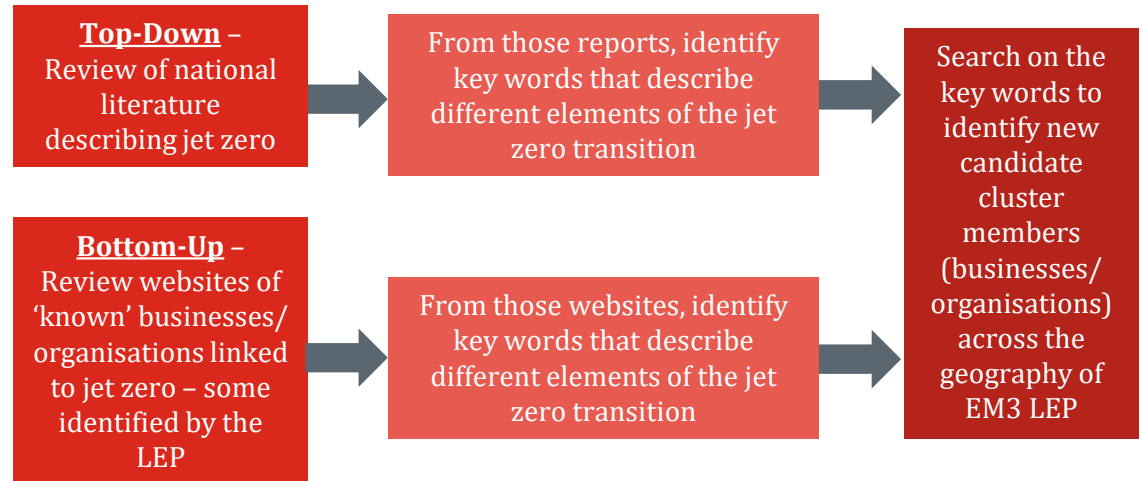 Top-Down –
Review of national
literature
describing jet zero
From those reports, identify
key words that describe
different elements of the jet
zero transition
Bottom-Up –
Review websites of
‘known’ businesses/
organisations linked
to jet zero – some
identified by the
LEP
From those websites, identify
key words that describe
different elements of the jet
zero transition
Search on the
key words to
identify new
candidate
cluster
members
(businesses/
organisations)
across the
geography of
EM3 LEP